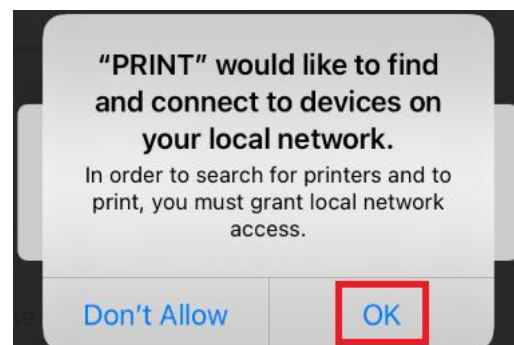 “PRINT” would like to find
and connect to devices on
your local network.
In order to search for printers and to
print, you must grant local network
access.
Don’t Allow
OK